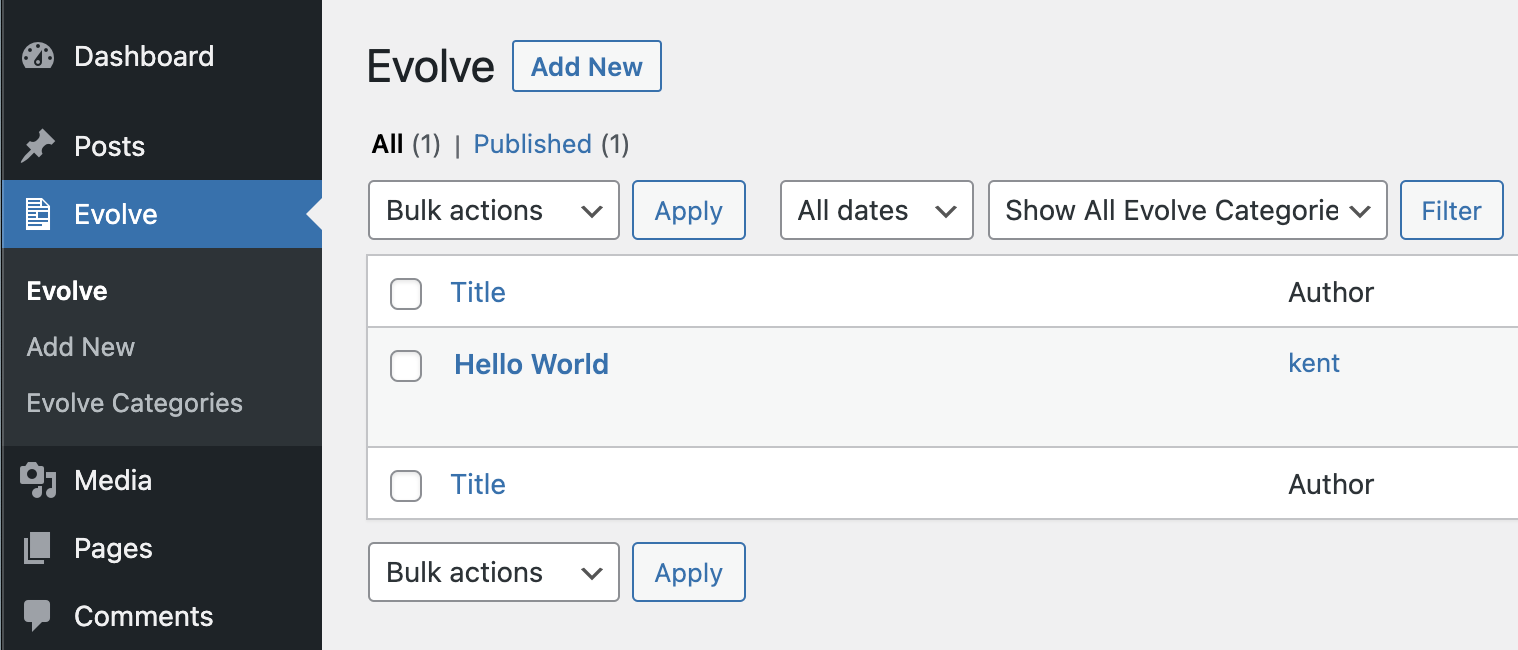 Dashboard
Posts
Evolve
Evolve
Add New
Evolve Categories
Media
Pages
Comments
Evolve Add New
All (1) | Published (1)
Bulk actions Apply All dates Show All Evolve Categorie Filter
Title Author
Hello World kent
Title Author
Bulk actions Apply